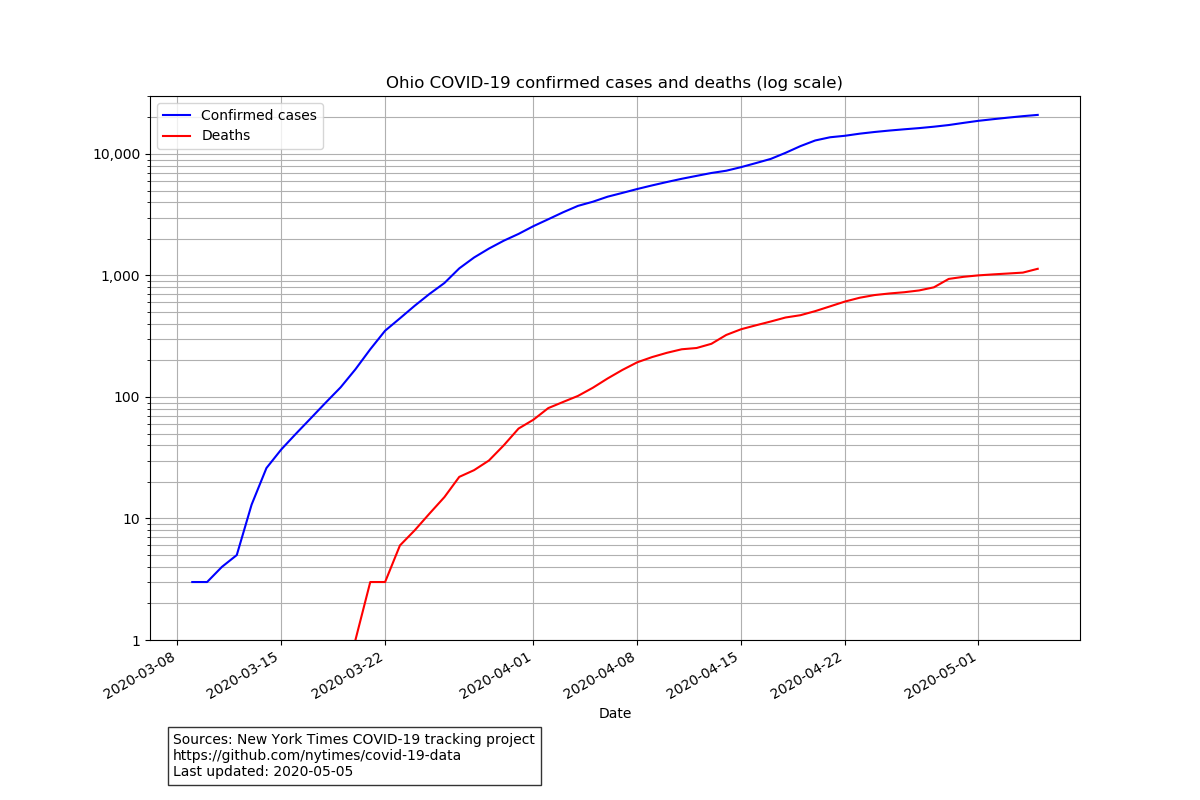 Ohio COVID-19 confirmed cases and deaths (log scale)
Confirmed cases
Deaths
10,000
1,000
100
10
1
2020-03-08
2020-03-15
2020-03-22
2020-04-01
2020-04-08
2020-04-15
2020-04-22
2020-05-01
Date
Sources: New York Times COVID-19 tracking project
https://github.com/nytimes/covid-19-data
Last updated: 2020-05-05